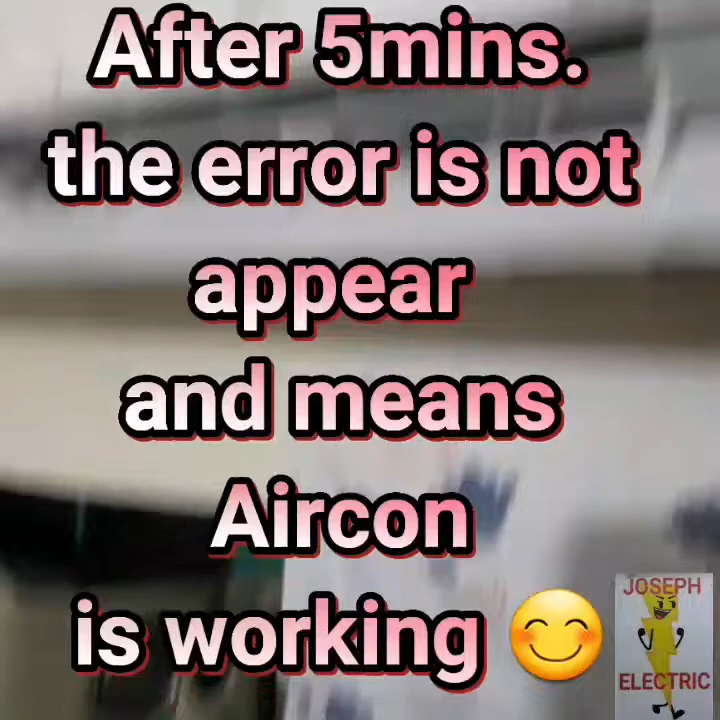 After 5mins.
the error is not
appear
and means
Aircon
is working 😊
JOSEPH
ELECTRIC